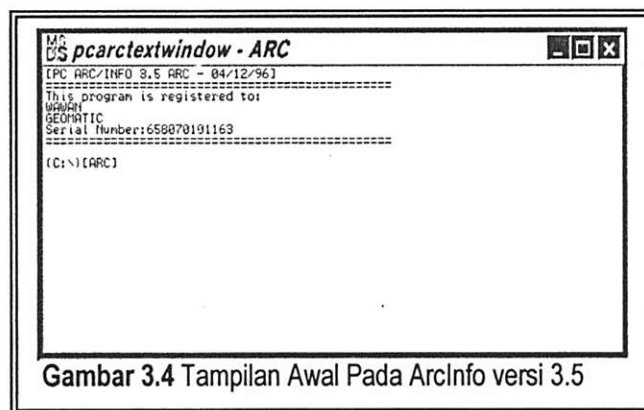 MS
DS pcarctextwindow - ARC
[PC ARC/INFO 3.5 ARC - 04/12/96]
==================================================
This program is registered to:
WAWAN
GEOMATIC
Serial Number:658070191163
==================================================
(C:\)[ARC]
Gambar 3.4 Tampilan Awal Pada ArcInfo versi 3.5